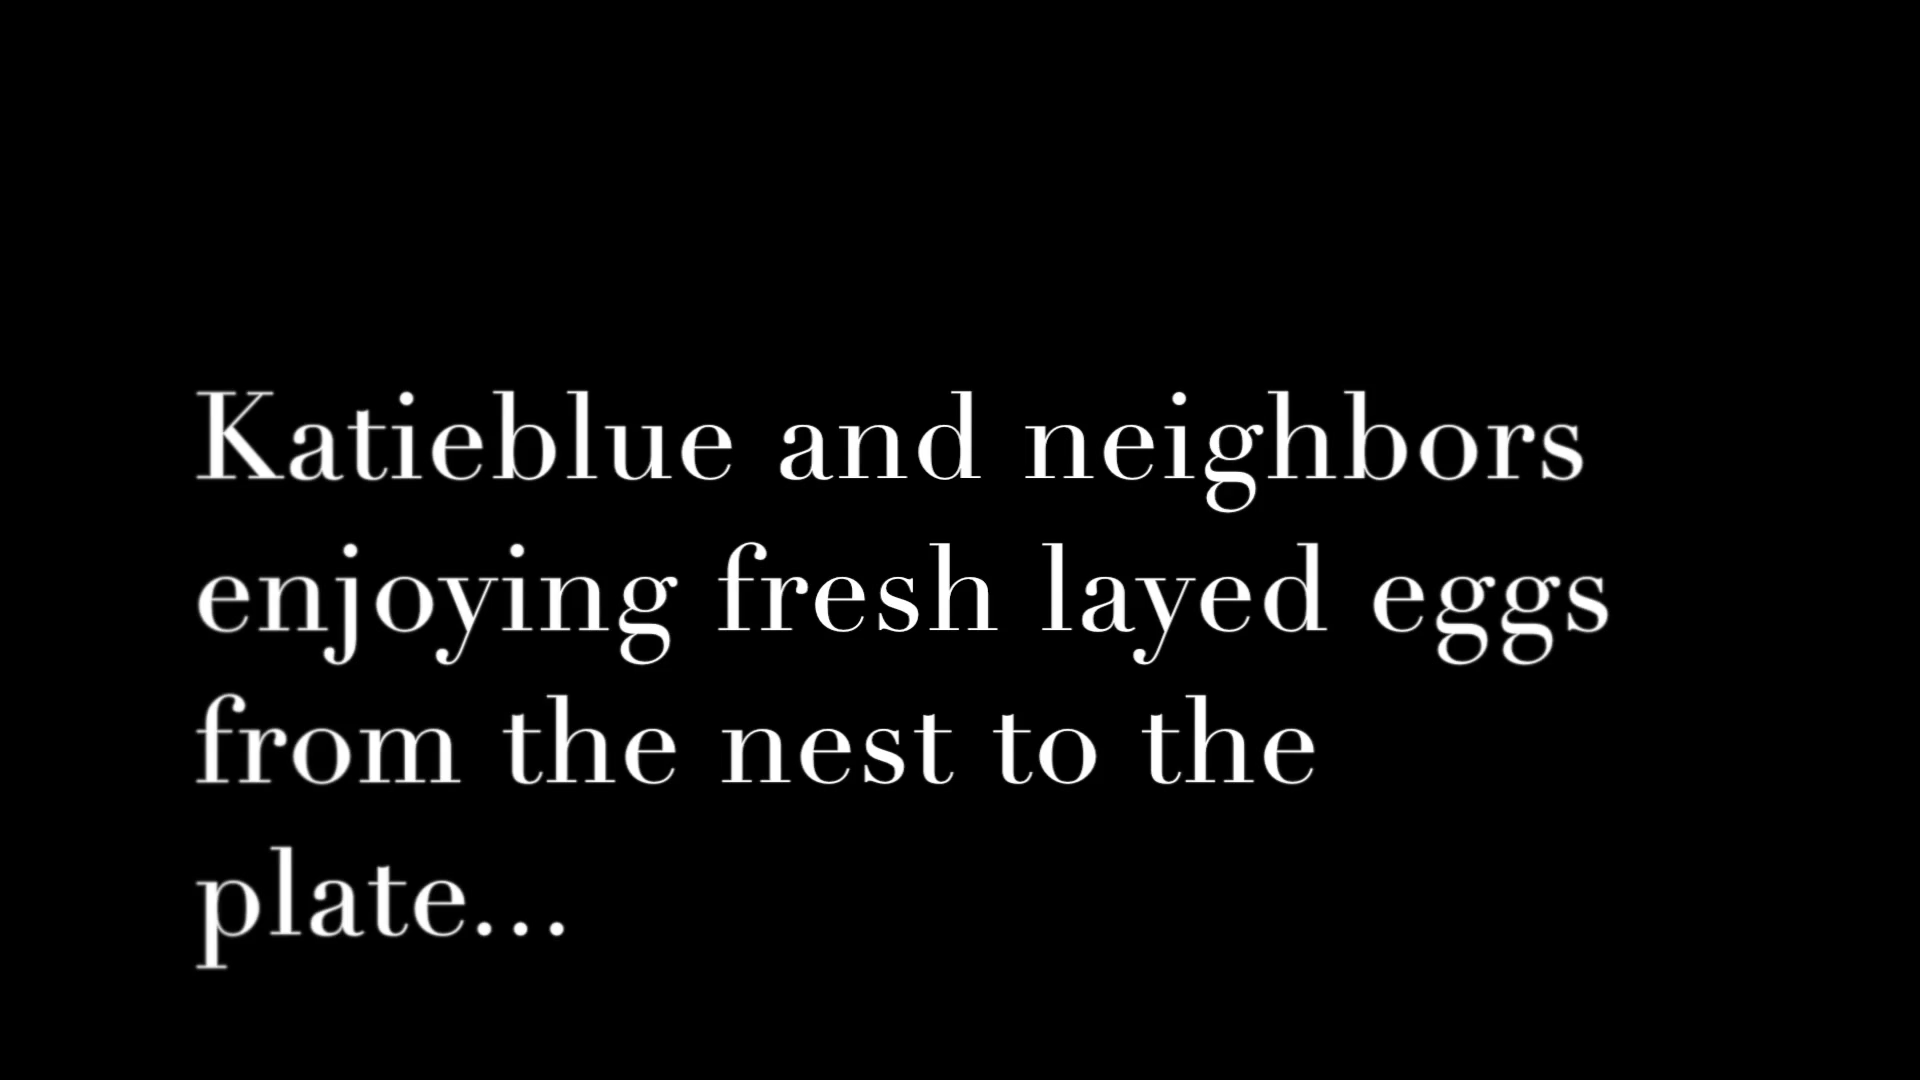 Katieblue and neighbors
enjoying fresh layed eggs
from the nest to the
plate...